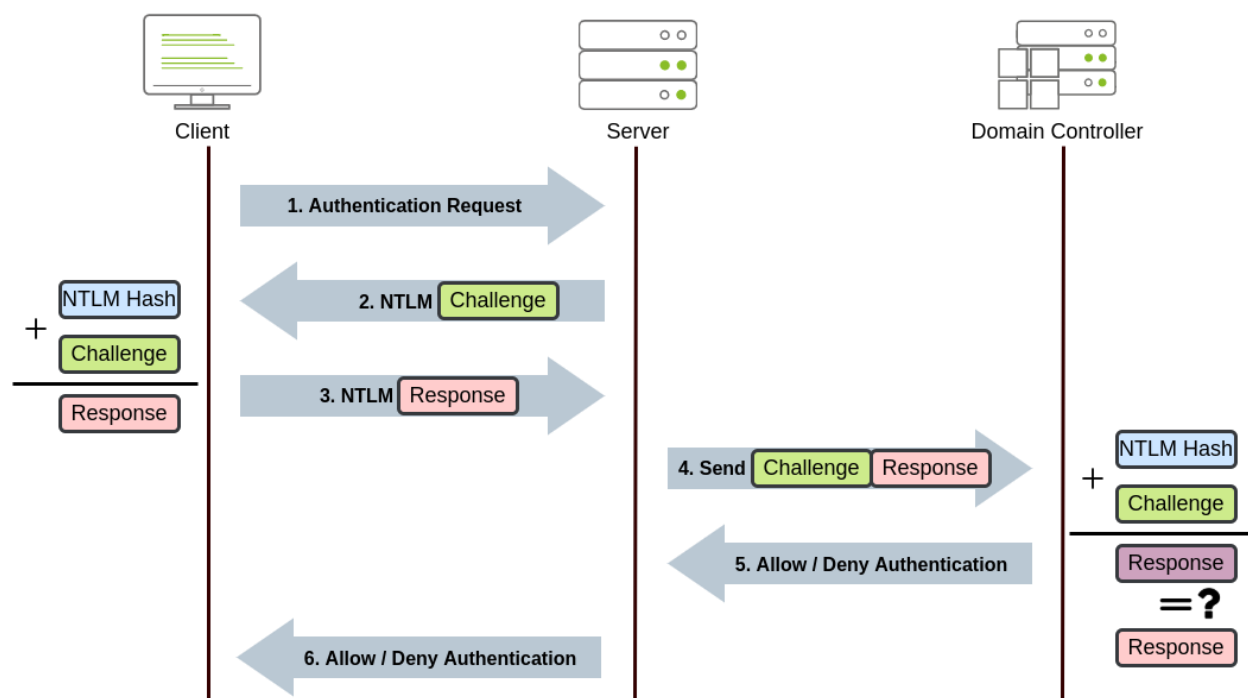 Client
Server
Domain Controller
1. Authentication Request
2. NTLM Challenge
NTLM Hash
+
Challenge
Response
3. NTLM Response
4. Send Challenge Response
NTLM Hash
+
Challenge
Response
=?
Response
5. Allow / Deny Authentication
6. Allow / Deny Authentication